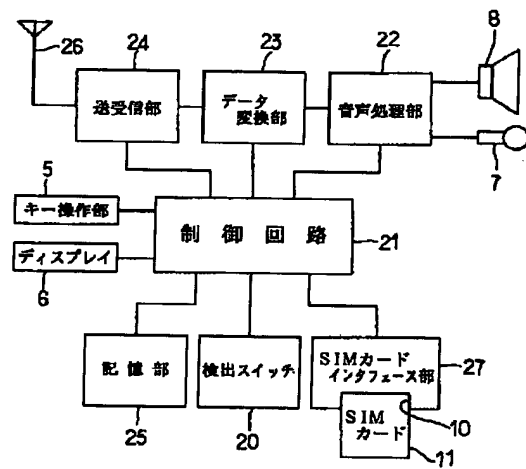 26
24
23
22
8
送受信部
データ
変換部
音声処理部
7
5
キー操作部
制御回路
21
ディスプレイ
6
記憶部
検出スイッチ
SIMカード
インタフェース部
27
SIM
カード
10
25
20
11